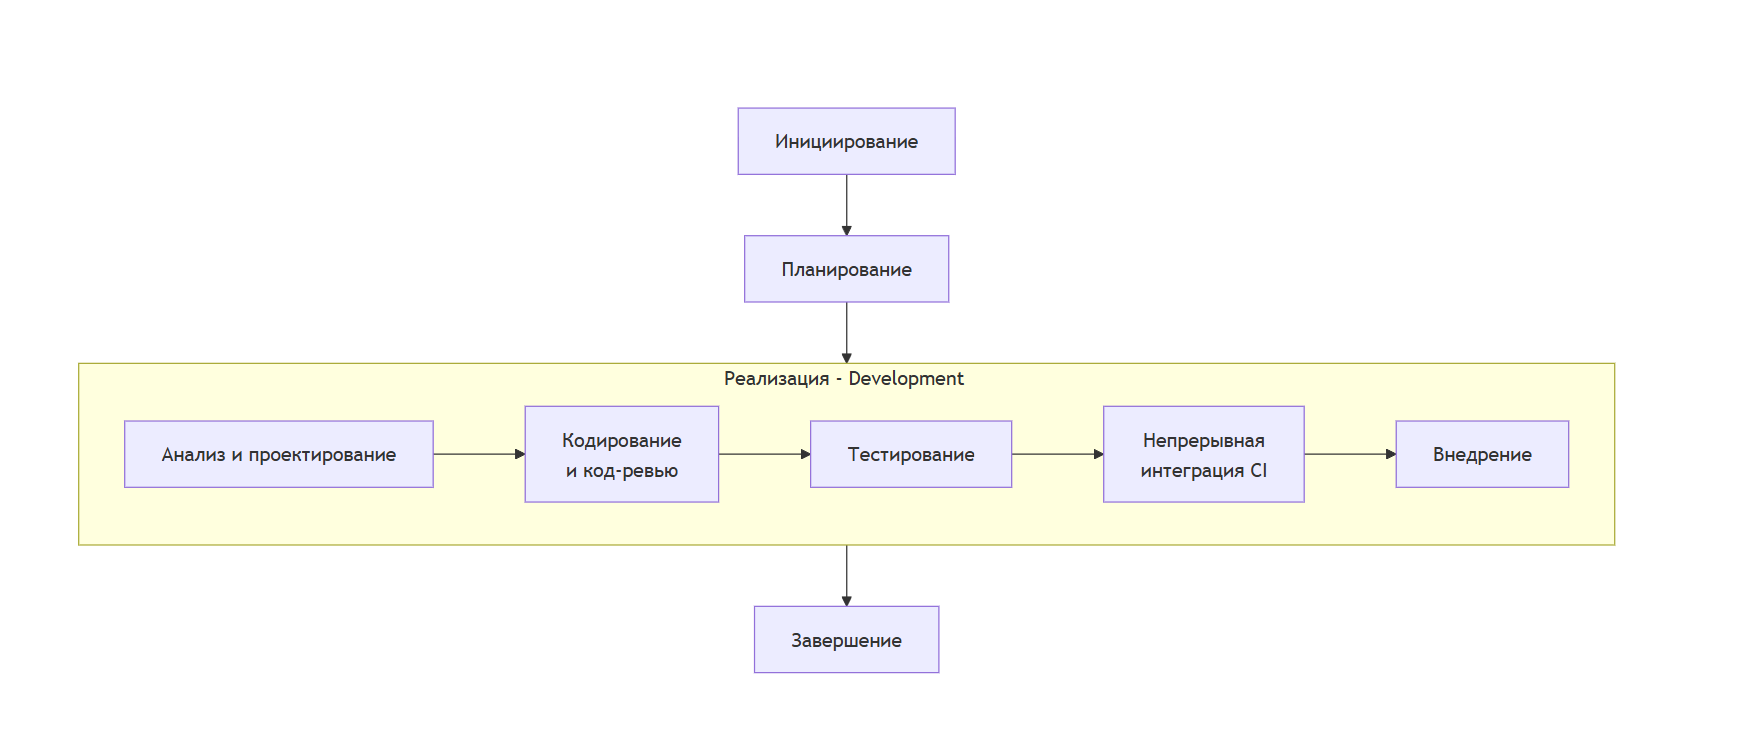 Инициирование
Планирование
Реализация - Development
Анализ и проектирование
Кодирование
и код-ревью
Тестирование
Непрерывная
интеграция CI
Внедрение
Завершение